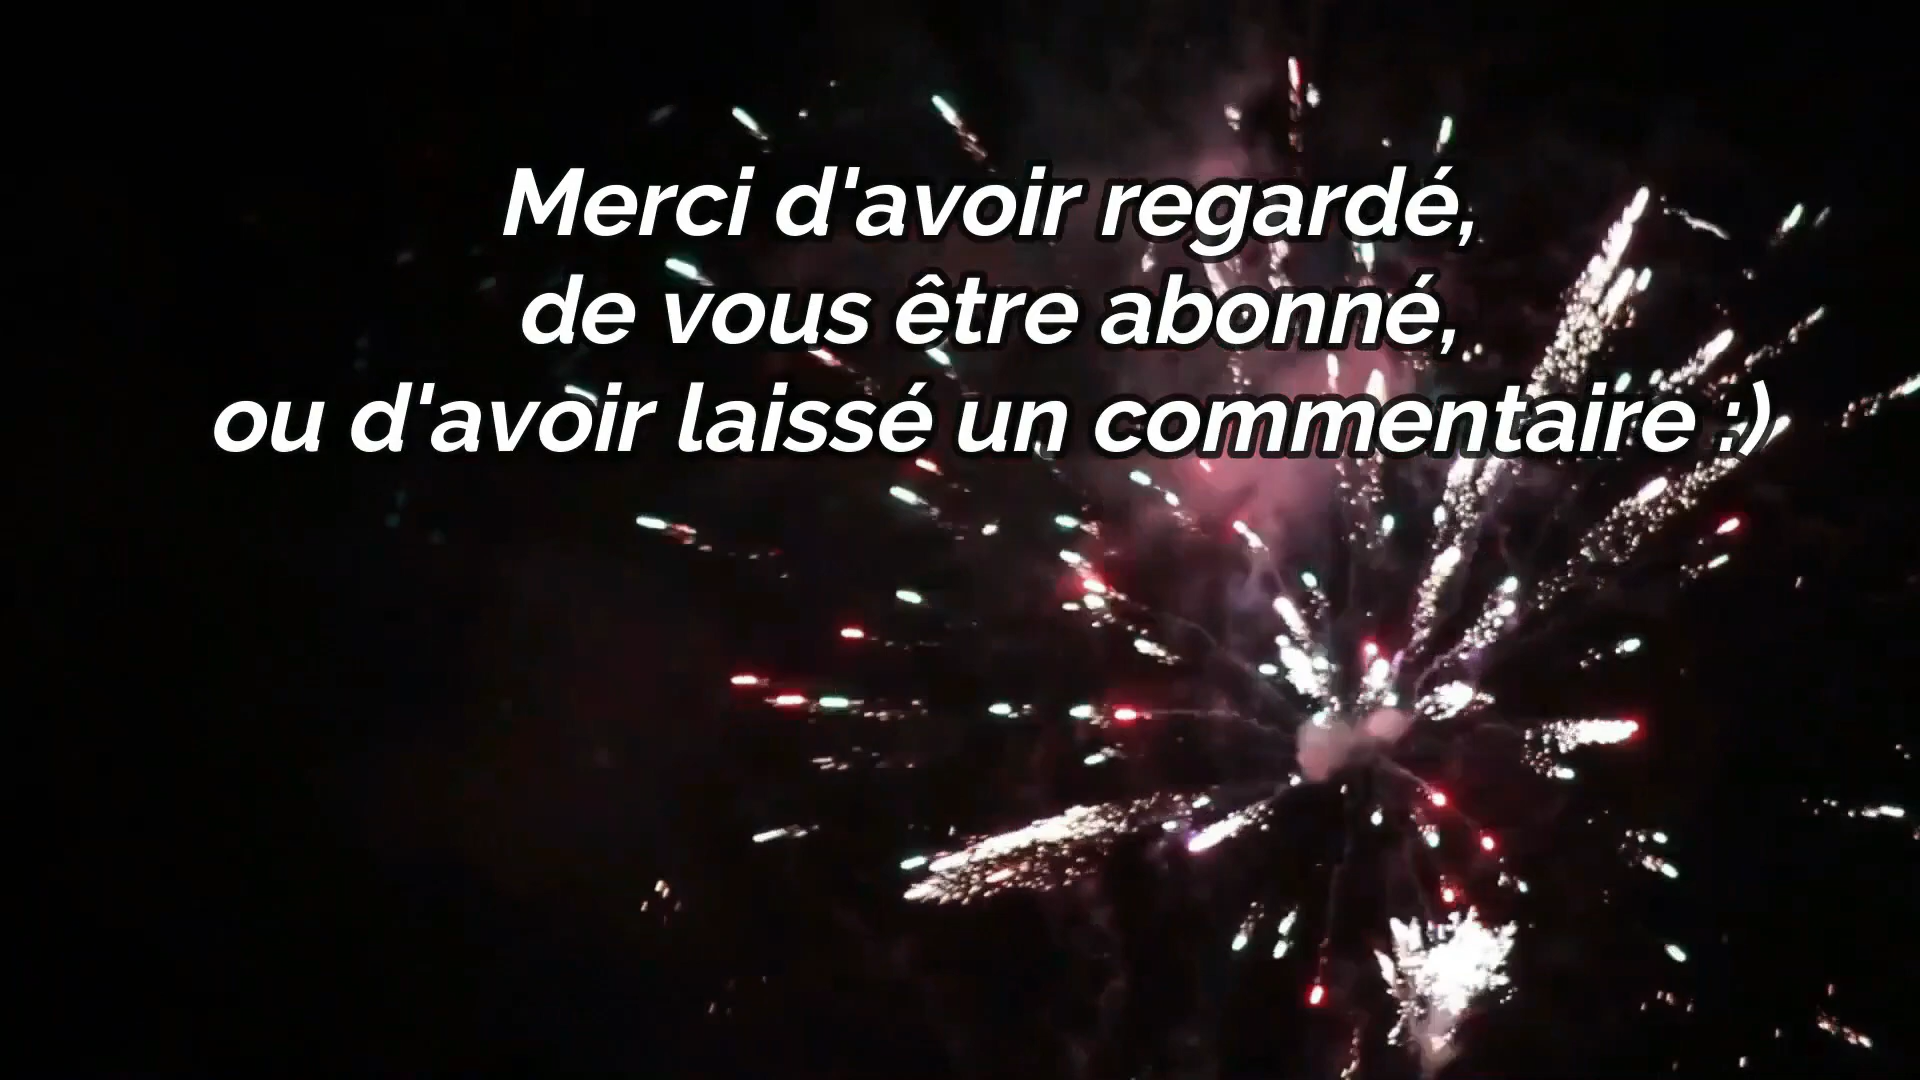 Merci d'avoir regardé,
de vous être abonné,
ou d'avoir laissé un commentaire :)